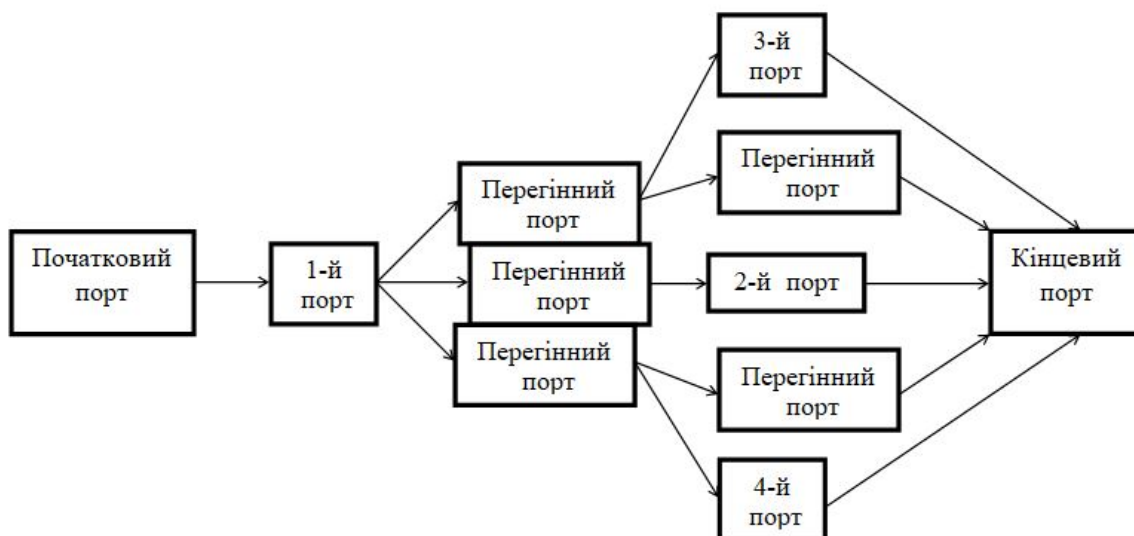 Початковий
порт
1-й
порт
Перегінний
порт
Перегінний
порт
Перегінний
порт
3-й
порт
Перегінний
порт
2-й порт
Перегінний
порт
4-й
порт
Кінцевий
порт